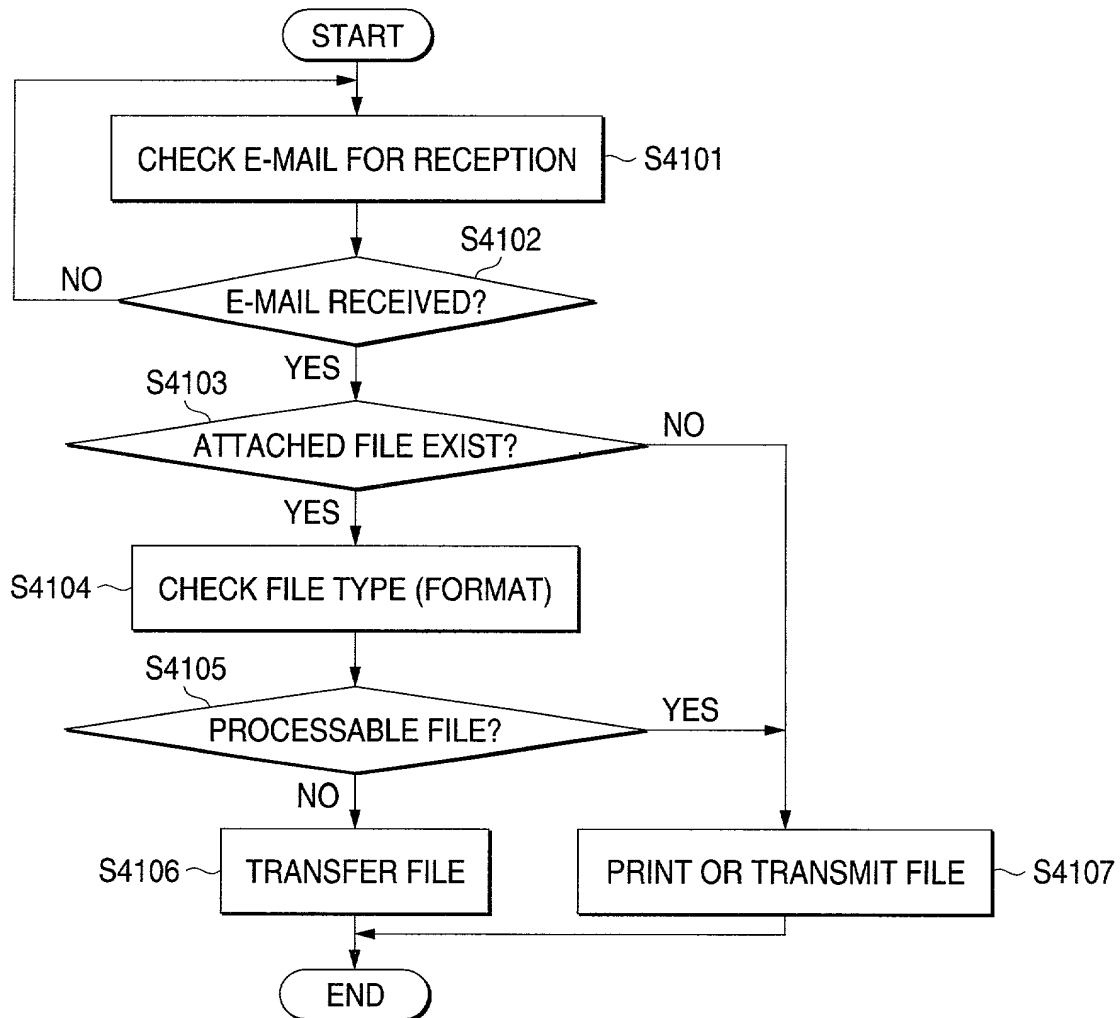 START
CHECK E-MAIL FOR RECEPTION
S4101
S4102
NO
E-MAIL RECEIVED?
YES
S4103
NO
ATTACHED FILE EXIST?
YES
S4104
CHECK FILE TYPE (FORMAT)
S4105
YES
PROCESSABLE FILE?
NO
S4106
TRANSFER FILE
PRINT OR TRANSMIT FILE
S4107
END